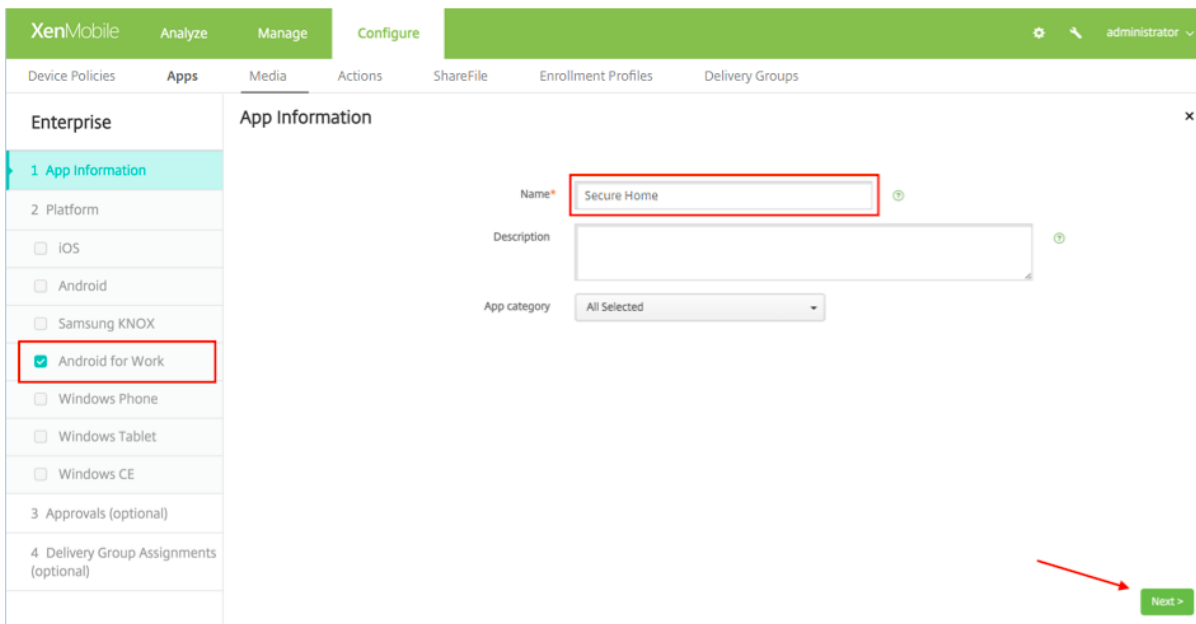 XenMobile Analyze Manage Configure administrator
Device Policies Apps Media Actions ShareFile Enrollment Profiles Delivery Groups
Enterprise
App Information
×
1 App Information
2 Platform
iOS
Android
Samsung KNOX
Android for Work
Windows Phone
Windows Tablet
Windows CE
3 Approvals (optional)
4 Delivery Group Assignments
(optional)
Name* Secure Home ?
Description ?
App category All Selected
Next >